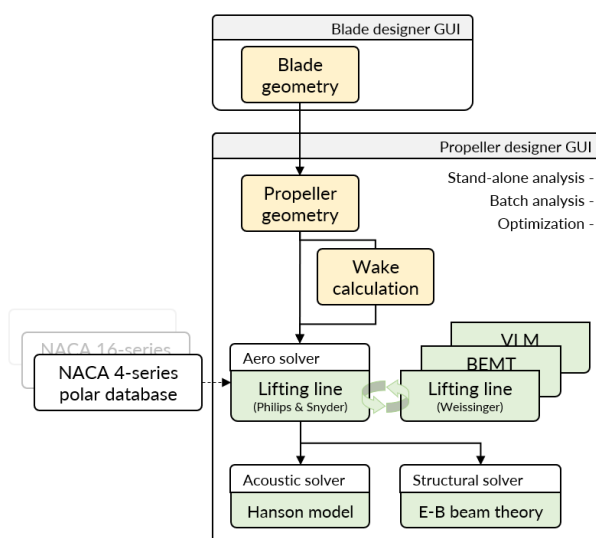 Blade designer GUI
Blade
geometry
Propeller designer GUI
Stand-alone analysis -
Batch analysis -
Optimization -
Propeller
geometry
Wake
calculation
NACA 16-series
NACA 4-series
polar database
Aero solver
Lifting line
(Philips & Snyder)
VLM
BEMT
Lifting line
(Weissinger)
Acoustic solver
Hanson model
Structural solver
E-B beam theory